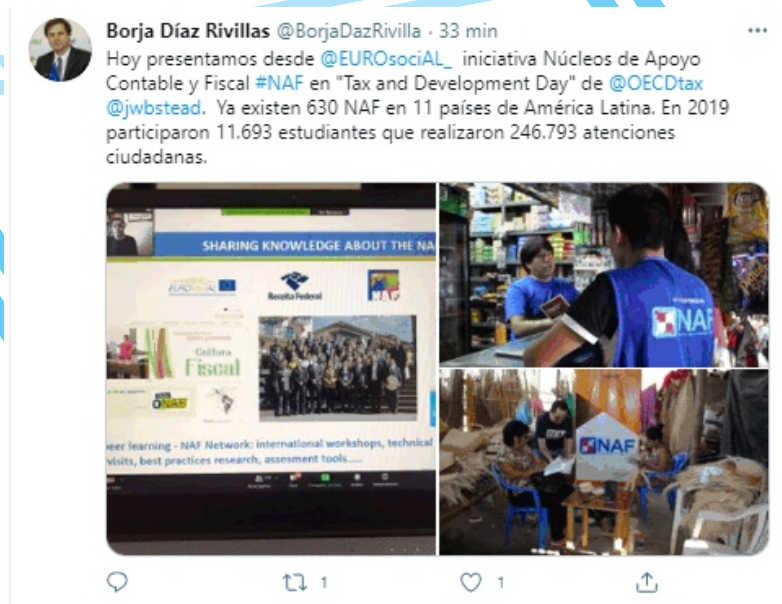 Borja Díaz Rivillas @BorjaDazRivilla · 33 min
Hoy presentamos desde @EUROsociAL_ iniciativa Núcleos de Apoyo
Contable y Fiscal #NAF en "Tax and Development Day" de @OECDtax
@jwbstead. Ya existen 630 NAF en 11 países de América Latina. En 2019
participaron 11.693 estudiantes que realizaron 246.793 atenciones
ciudadanas.
SHARING KNOWLEDGE ABOUT THE NA
EUROSOCIAL
Receita Federal
NAF
Cultura
Fiscal
eer learning - NAF Network: international workshops, technical
visits, best practices research, assesment tools.....
NAF
NAF
1
1